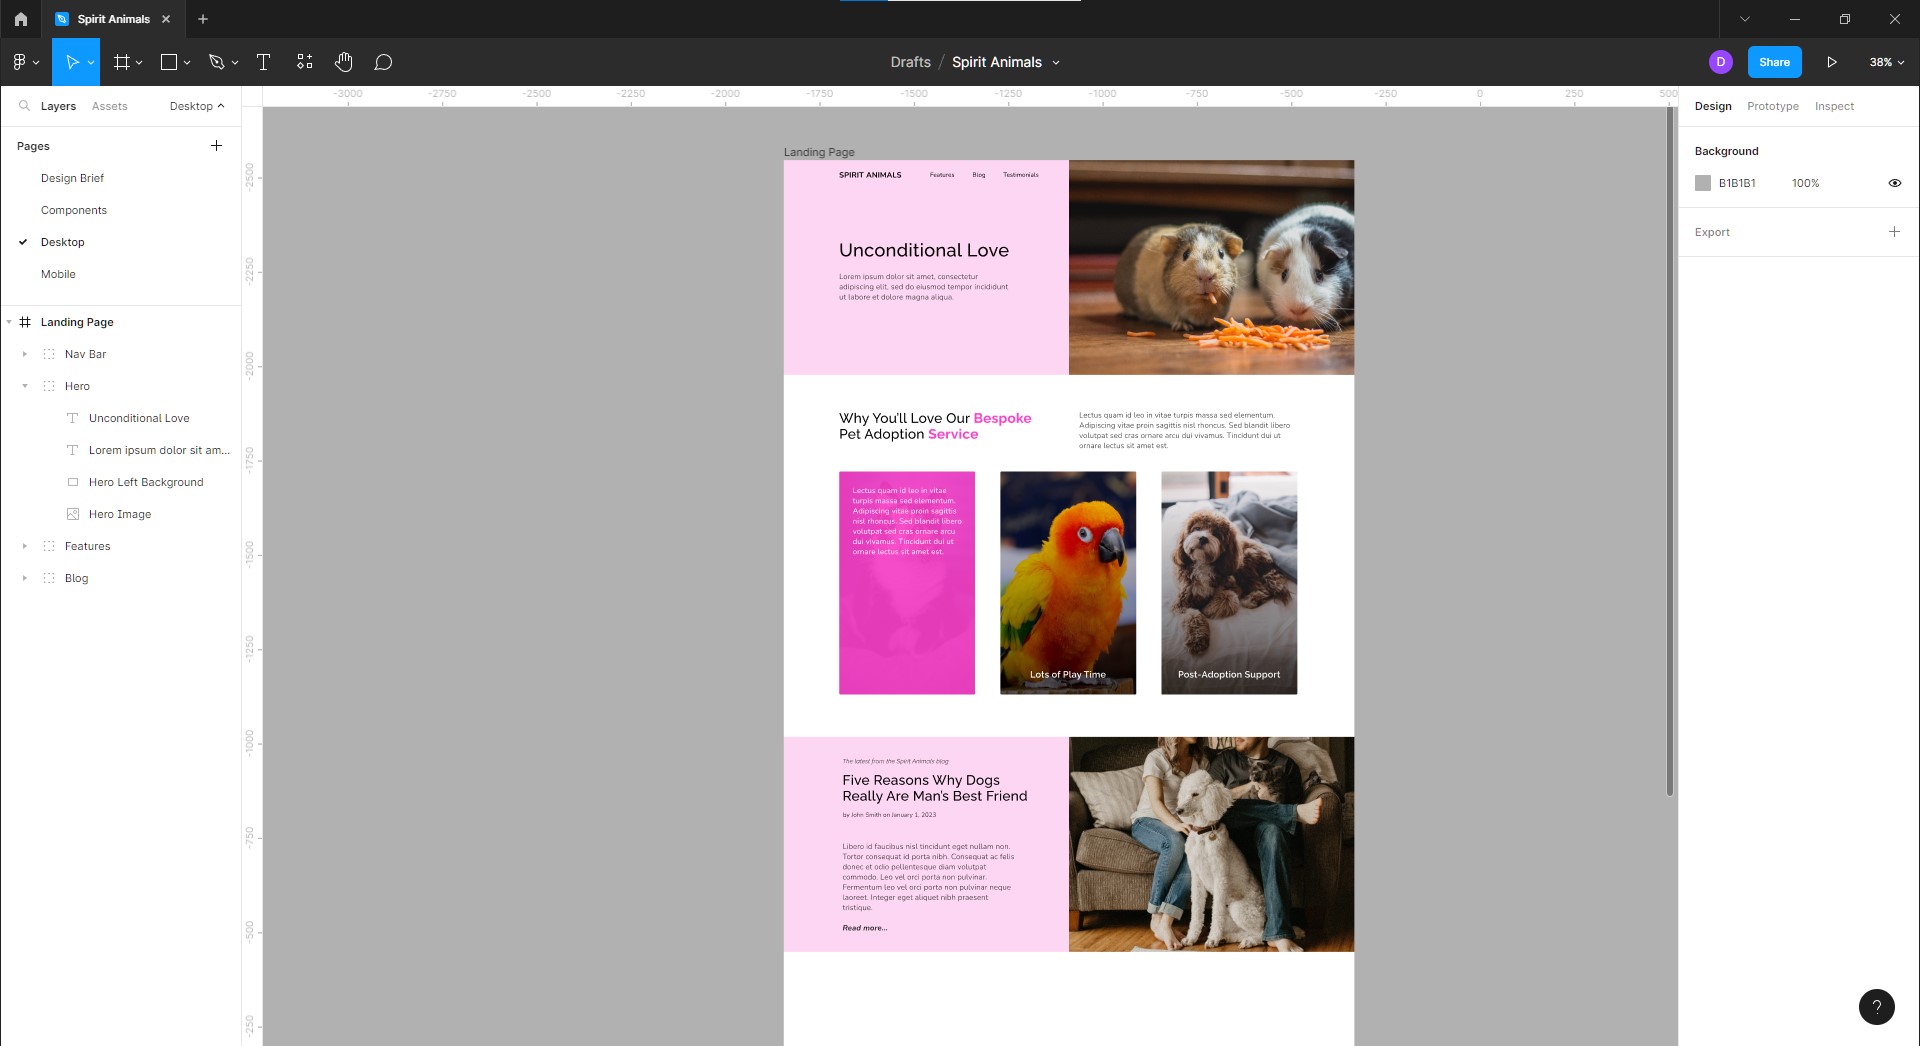 Spirit Animals
Drafts / Spirit Animals
D
Share
38%
Layers
Assets
Desktop
-3000
-2750
-2500
-2250
-2000
-1750
-1500
-1250
-1000
-750
-500
-250
0
250
500
Design
Prototype
Inspect
Pages
Design Brief
Components
Desktop
Mobile
Landing Page
Nav Bar
Hero
Unconditional Love
Lorem ipsum dolor sit am...
Hero Left Background
Hero Image
Features
Blog
-2500
-2250
-2000
-1750
-1500
-1250
-1000
-750
-500
-250
Landing Page
SPIRIT ANIMALS
Features
Blog
Testimonials
Unconditional Love
Lorem ipsum dolor sit amet, consectetur
adipiscing elit, sed do eiusmod tempor incididunt
ut labore et dolore magna aliqua.
Why You'll Love Our Bespoke
Pet Adoption Service
Lectus quam id leo in vitae turpis massa sed elementum.
Adipiscing vitae proin sagittis nisl rhoncus. Sed blandit libero
volutpat sed cras ornare arcu dui vivamus. Tincidunt dui ut
ornare lectus sit amet est.
Lectus quam id leo in vitae
turpis massa sed elementum.
Adipiscing vitae proin sagittis
nisl rhoncus. Sed blandit libero
volutpat sed cras ornare arcu
dui vivamus. Tincidunt dui ut
ornare lectus sit amet est.
Lots of Play Time
Post-Adoption Support
The latest from the Spirit Animals blog
Five Reasons Why Dogs
Really Are Man's Best Friend
by John Smith on January 1, 2023
Libero id faucibus nisl tincidunt eget nullam non.
Tortor consequat id porta nibh. Consequat ac felis
donec et odio pellentesque diam volutpat
commodo. Leo vel orci porta non pulvinar.
Fermentum leo vel orci porta non pulvinar neque
laoreet. Integer eget aliquet nibh praesent
tristique.
Read more...
Background
B1B1B1
100%
Export
?